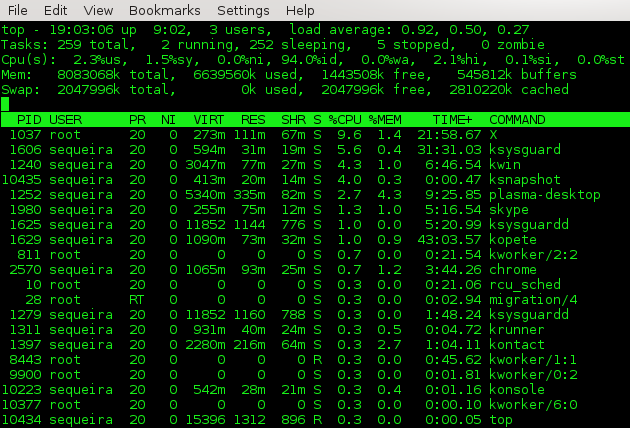 File Edit View Bookmarks Settings Help
top - 19:03:06 up  9:02,  3 users,  load average: 0.92, 0.50, 0.27
Tasks: 259 total,   2 running, 252 sleeping,   5 stopped,   0 zombie
Cpu(s):  2.3%us,  1.5%sy,  0.0%ni, 94.0%id,  0.0%wa,  2.1%hi,  0.1%si,  0.0%st
Mem:   8083068k total,  6639560k used,  1443508k free,   545812k buffers
Swap:  2047996k total,        0k used,  2047996k free,  2810220k cached
  PID USER      PR  NI  VIRT  RES  SHR S %CPU %MEM    TIME+  COMMAND
 1037 root      20   0  273m 111m  67m S  9.6  1.4  21:58.67 X
 1606 sequeira  20   0  594m  31m  19m S  5.6  0.4  31:31.03 ksysguard
 1240 sequeira  20   0 3047m  77m  27m S  4.3  1.0   6:46.54 kwin
10435 sequeira  20   0  413m  20m  14m S  4.0  0.3   0:00.47 ksnapshot
 1252 sequeira  20   0 5340m 335m  82m S  2.7  4.3   9:25.85 plasma-desktop
 1980 sequeira  20   0  255m  75m  12m S  1.3  1.0   5:16.54 skype
 1625 sequeira  20   0 11852 1144  776 S  1.0  0.0   5:20.99 ksysguardd
 1629 sequeira  20   0 1090m  73m  32m S  1.0  0.9  43:03.57 kopete
  811 root      20   0     0    0    0 S  0.7  0.0   0:21.54 kworker/2:2
 2570 sequeira  20   0 1065m  93m  25m S  0.7  1.2   3:44.26 chrome
   10 root      20   0     0    0    0 S  0.3  0.0   0:21.06 rcu_sched
   28 root      RT   0     0    0    0 S  0.3  0.0   0:02.94 migration/4
 1279 sequeira  20   0 11852 1160  788 S  0.3  0.0   1:48.24 ksysguardd
 1311 sequeira  20   0  931m  40m  24m S  0.3  0.5   0:04.72 krunner
 1397 sequeira  20   0 2280m 216m  64m S  0.3  2.7   1:04.11 kontact
 8443 root      20   0     0    0    0 R  0.3  0.0   0:45.62 kworker/1:1
 9900 root      20   0     0    0    0 S  0.3  0.0   0:01.81 kworker/0:2
10223 sequeira  20   0  542m  28m  21m S  0.3  0.4   0:01.16 konsole
10377 root      20   0     0    0    0 S  0.3  0.0   0:00.10 kworker/6:0
10434 sequeira  20   0 15396 1312  896 R  0.3  0.0   0:00.05 top